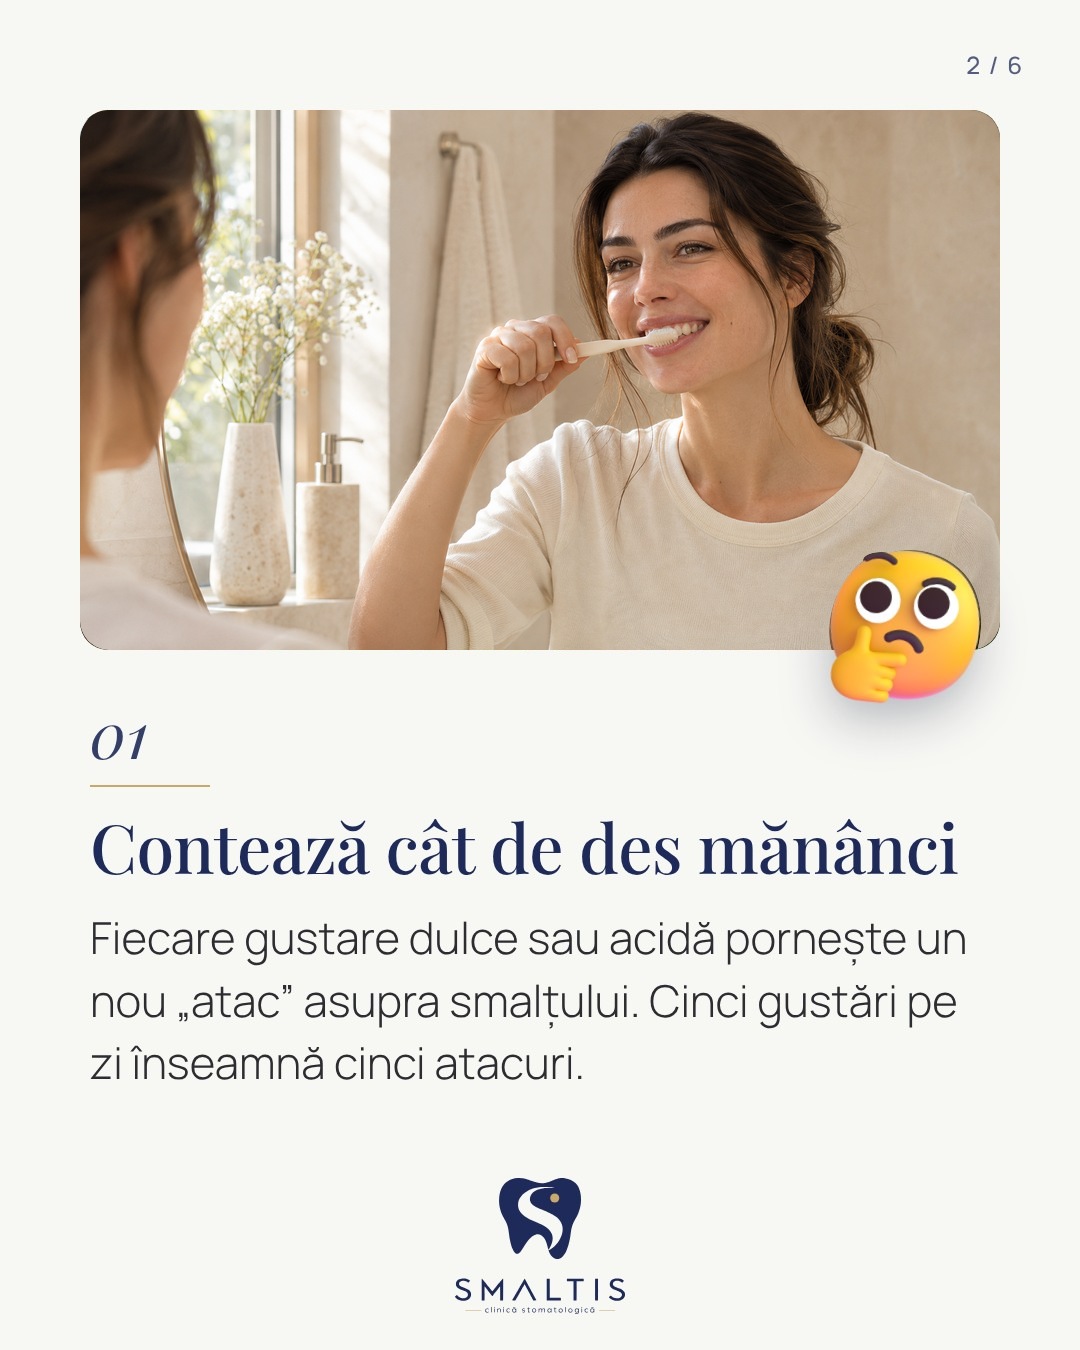 2 / 6
01
Contează cât de des mănânci
Fiecare gustare dulce sau acidă pornește un
nou „atac” asupra smalțului. Cinci gustări pe
zi înseamnă cinci atacuri.
SMALTIS
clinică stomatologică